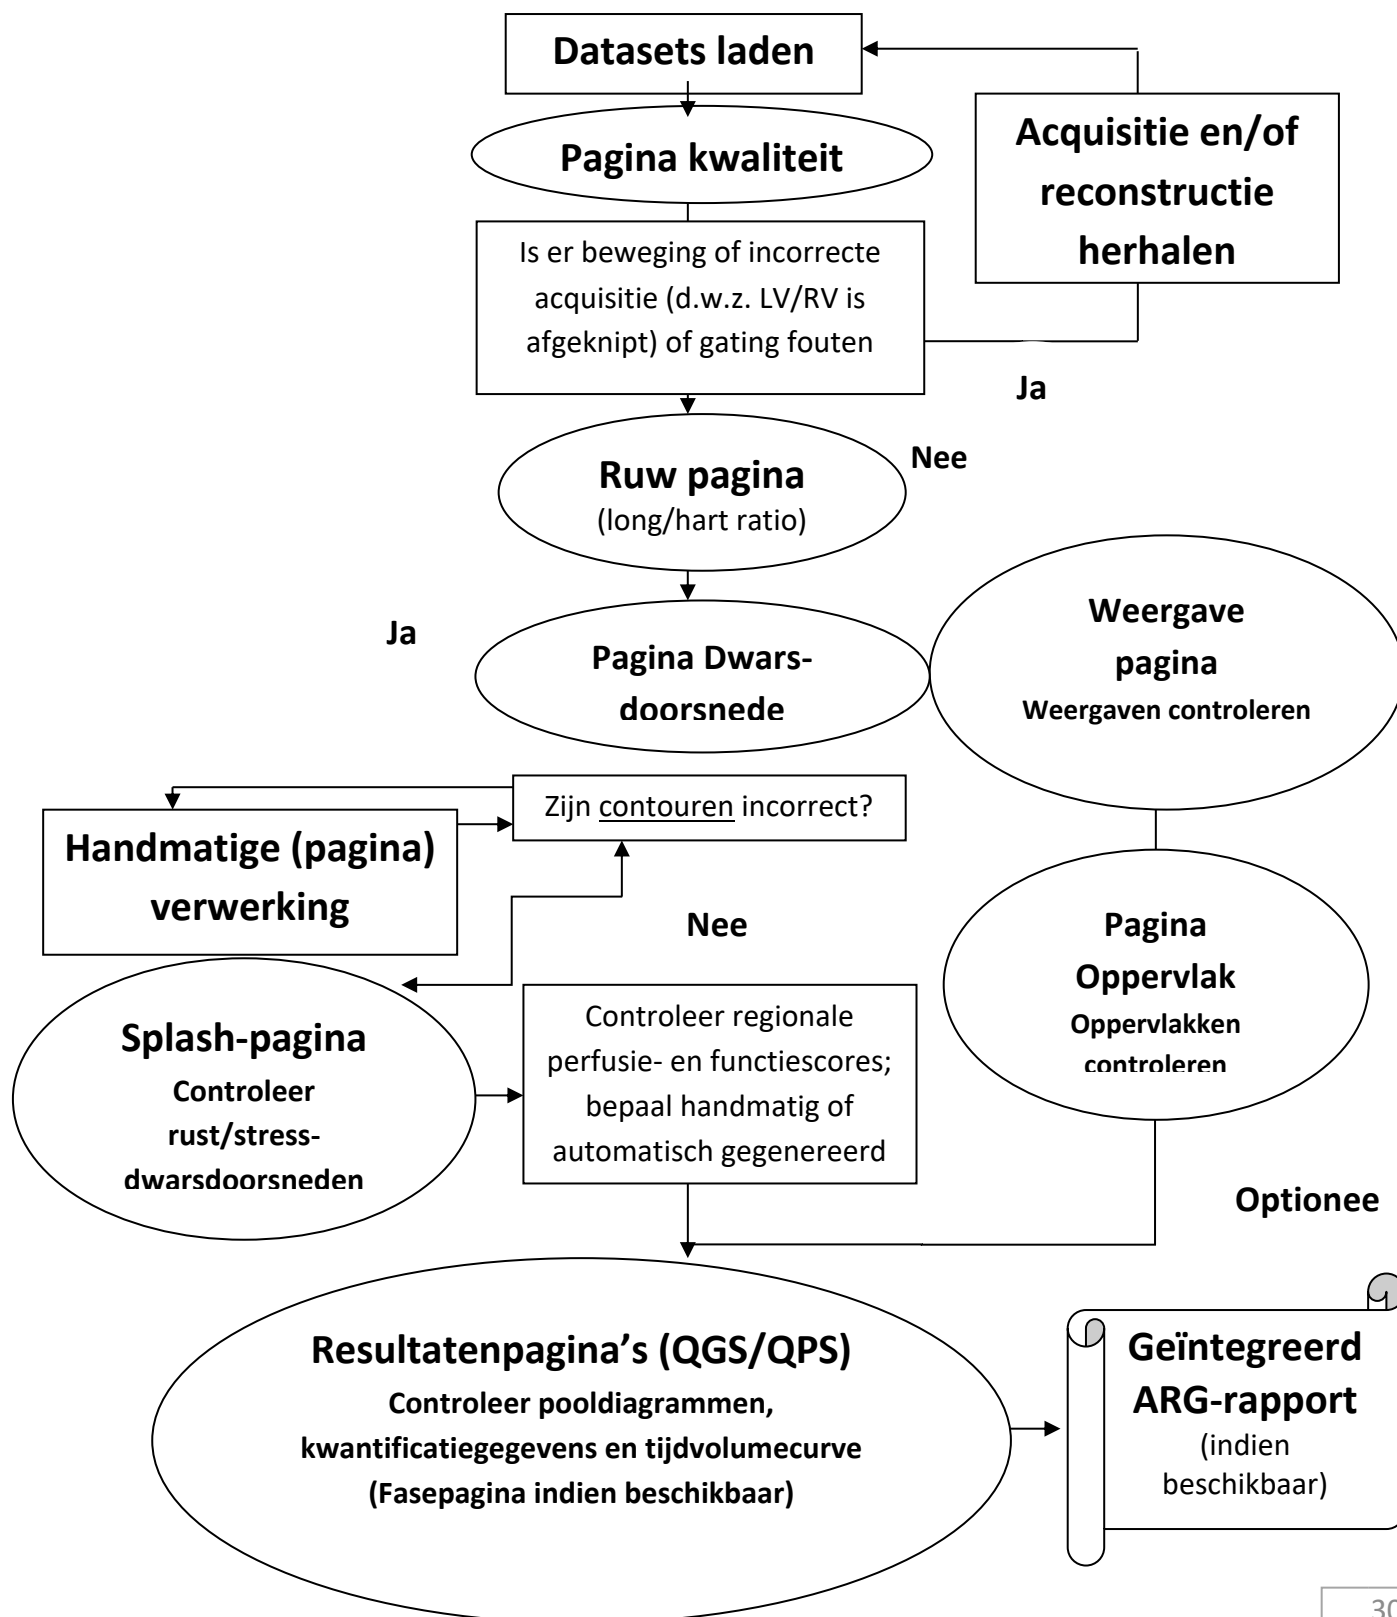 Datasets laden
Pagina kwaliteit
Acquisitie en/of
reconstructie
herhalen
Is er beweging of incorrecte
acquisitie (d.w.z. LV/RV is
afgeknipt) of gating fouten
Ja
Nee
Ruw pagina
(long/hart ratio)
Ja
Pagina Dwars-
doorsnede
Weergave
pagina
Weergaven controleren
Zijn contouren incorrect?
Handmatige (pagina)
verwerking
Nee
Pagina
Oppervlak
Oppervlakken
controleren
Splash-pagina
Controleer
rust/stress-
dwarsdoorsneden
Controleer regionale
perfusie- en functiescores;
bepaal handmatig of
automatisch gegenereerd
Optionee
Resultatenpagina’s (QGS/QPS)
Controleer pooldiagrammen,
kwantificatiegegevens en tijdvolumecurve
(Fasepagina indien beschikbaar)
Geïntegreerd
ARG-rapport
(indien
beschikbaar)
30